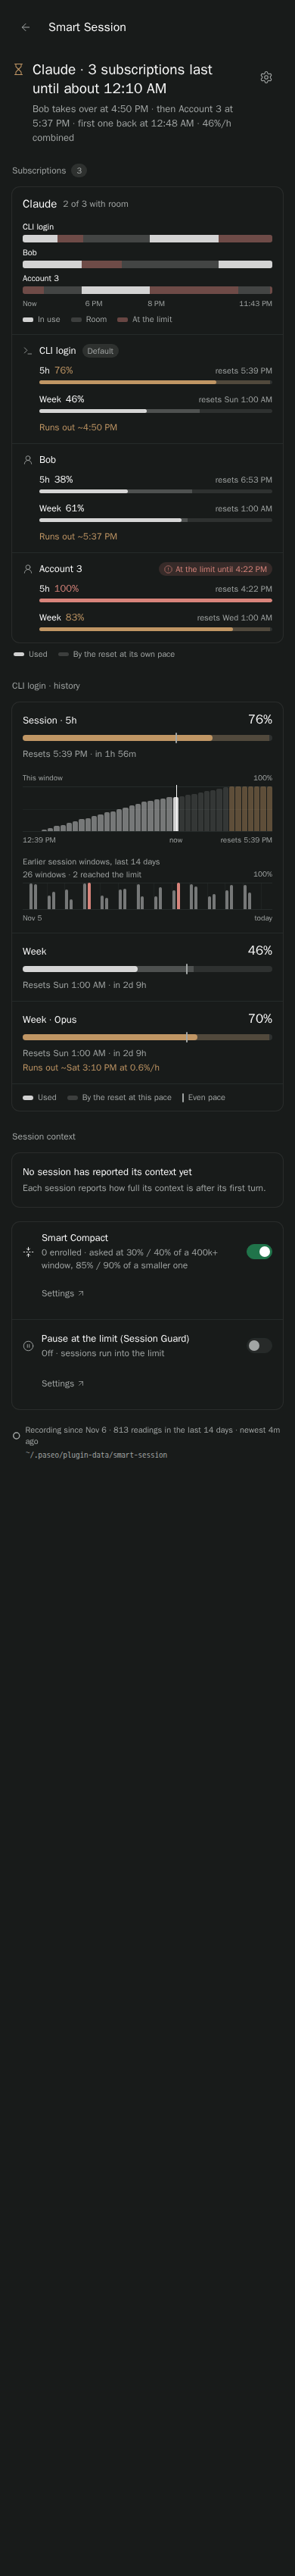 Smart Session
Claude · 3 subscriptions last
until about 12:10 AM
Bob takes over at 4:50 PM · then Account 3 at
5:37 PM · first one back at 12:48 AM · 46%/h
combined
Subscriptions 3
Claude 2 of 3 with room
CLI login
Bob
Account 3
Now 6 PM 8 PM 11:43 PM
In use Room At the limit
CLI login Default
5h 76% resets 5:39 PM
Week 46% resets Sun 1:00 AM
Runs out ~4:50 PM
Bob
5h 38% resets 6:53 PM
Week 61% resets 1:00 AM
Runs out ~5:37 PM
Account 3 At the limit until 4:22 PM
5h 100% resets 4:22 PM
Week 83% resets Wed 1:00 AM
Used By the reset at its own pace
CLI login · history
Session · 5h 76%
Resets 5:39 PM · in 1h 56m
This window 100%
12:39 PM now resets 5:39 PM
Earlier session windows, last 14 days
26 windows · 2 reached the limit 100%
Nov 5 today
Week 46%
Resets Sun 1:00 AM · in 2d 9h
Week · Opus 70%
Resets Sun 1:00 AM · in 2d 9h
Runs out ~Sat 3:10 PM at 0.6%/h
Used By the reset at this pace Even pace
Session context
No session has reported its context yet
Each session reports how full its context is after its first turn.
Smart Compact
0 enrolled · asked at 30% / 40% of a 400k+
window, 85% / 90% of a smaller one
Settings
Pause at the limit (Session Guard)
Off · sessions run into the limit
Settings
Recording since Nov 6 · 813 readings in the last 14 days · newest 4m
ago
~/.paseo/plugin-data/smart-session